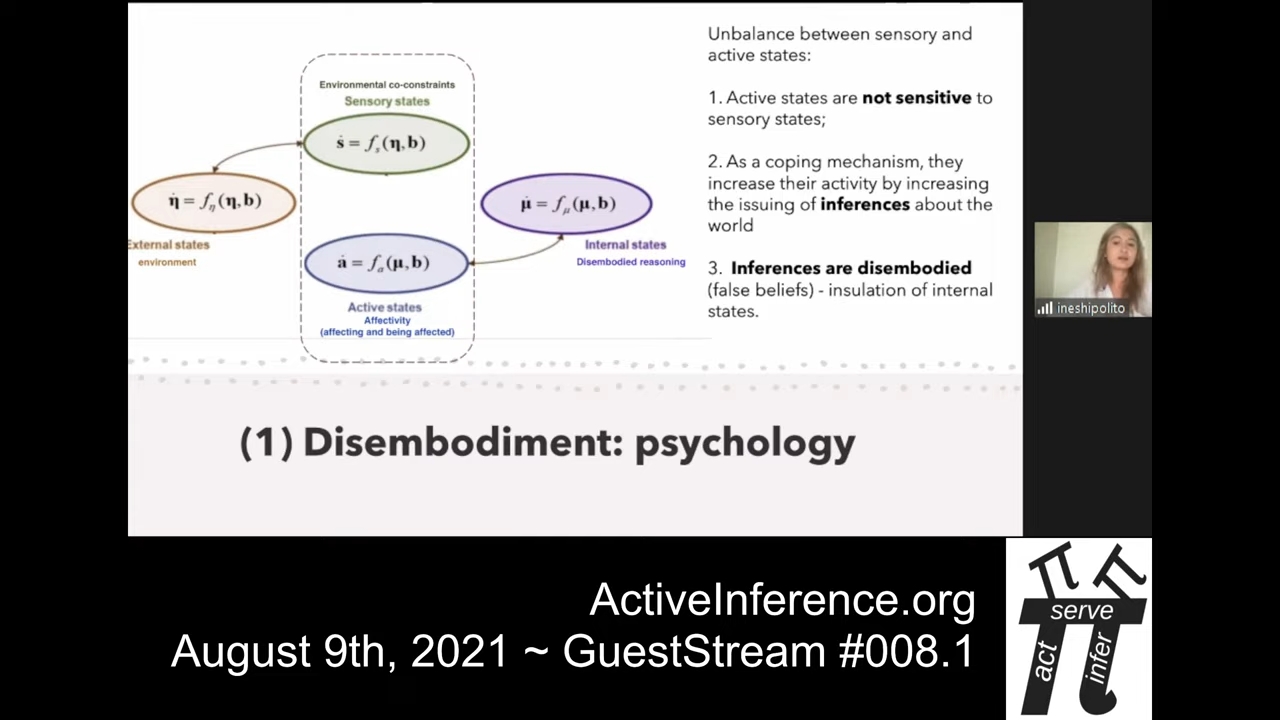 Unbalance between sensory and
active states:
1. Active states are not sensitive to
sensory states;
2. As a coping mechanism, they
increase their activity by increasing
the issuing of inferences about the
world
3. Inferences are disembodied
(false beliefs) - insulation of internal
states.
Environmental co-constraints
Sensory states
ṡ = fₛ(η,b)
η̇ = f_η(η,b)
External states
environment
μ̇ = f_μ(μ,b)
Internal states
Disembodied reasoning
ȧ = fₐ(μ,b)
Active states
Affectivity
(affecting and being affected)
(1) Disembodiment: psychology
ineshipolito
ActiveInference.org
August 9th, 2021 ~ GuestStream #008.1
act
serve
infer